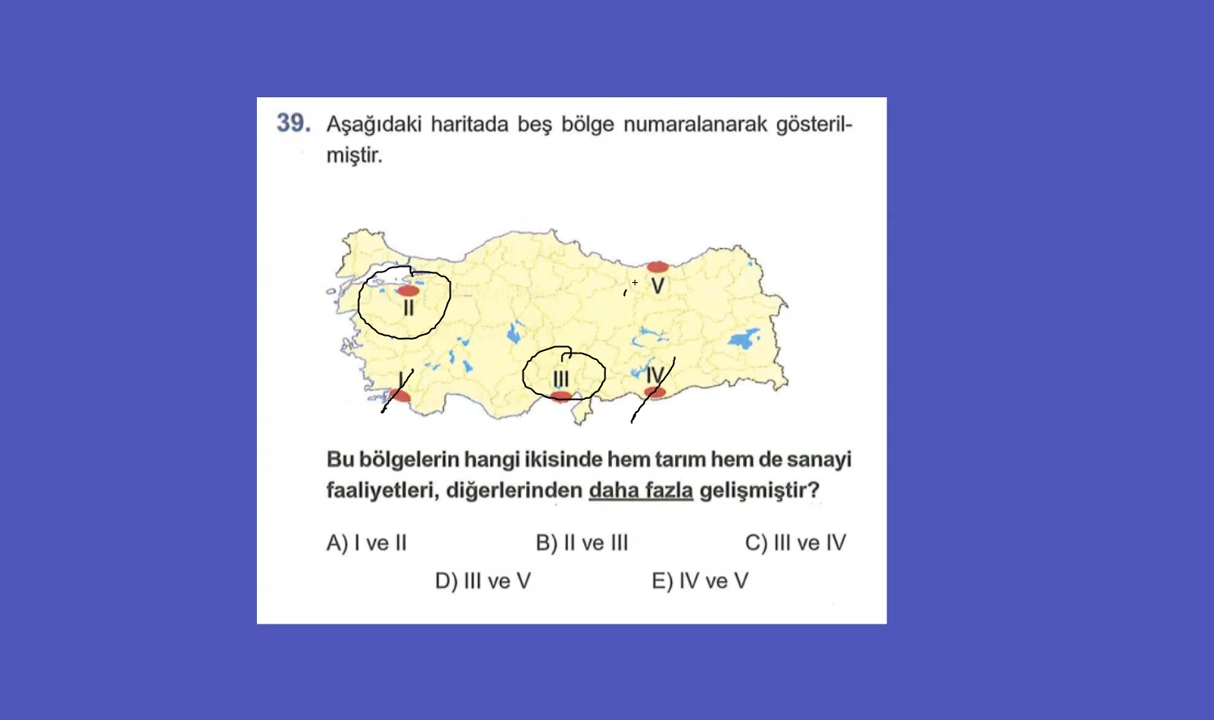 39. Aşağıdaki haritada beş bölge numaralanarak gösteril-
miştir.
V
II
I
III
IV
Bu bölgelerin hangi ikisinde hem tarım hem de sanayi
faaliyetleri, diğerlerinden daha fazla gelişmiştir?
A) I ve II B) II ve III C) III ve IV
D) III ve V E) IV ve V